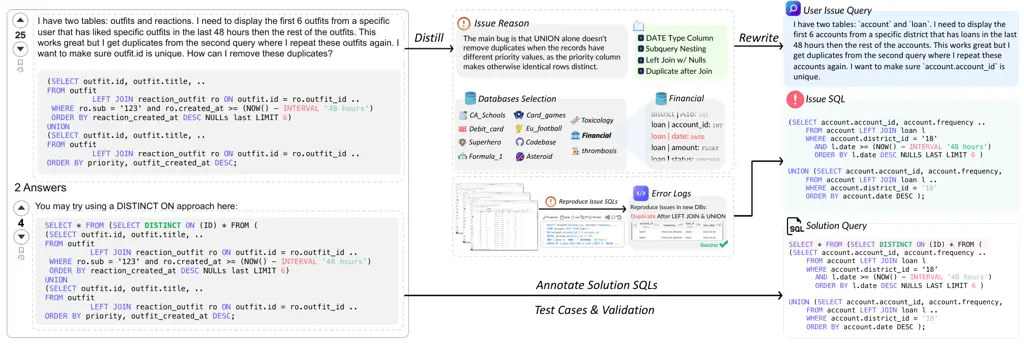 I have two tables: outfits and reactions. I need to display the first 6 outfits from a specific
user that has liked specific outfits in the last 48 hours then the rest of the outfits. This
works great but I get duplicates from the second query where I repeat these outfits again. I
want to make sure outfit.id is unique. How can I remove these duplicates?
25
(SELECT outfit.id, outfit.title, ..
FROM outfit
LEFT JOIN reaction_outfit ro ON outfit.id = ro.outfit_id ..
WHERE ro.sub = '123' and ro.created_at >= (NOW() - INTERVAL '48 hours')
ORDER BY reaction_created_at DESC NULLs last LIMIT 6)
UNION
(SELECT outfit.id, outfit.title, ..
FROM outfit
LEFT JOIN reaction_outfit ro ON outfit.id = ro.outfit_id ..
ORDER BY priority, outfit_created_at DESC;
2 Answers
You may try using a DISTINCT ON approach here:
4
SELECT * FROM (SELECT DISTINCT ON (ID) * FROM (
(SELECT outfit.id, outfit.title, ..
FROM outfit
LEFT JOIN reaction_outfit ro ON outfit.id = ro.outfit_id ..
WHERE ro.sub = '123' and ro.created_at >= (NOW() - INTERVAL '48 hours')
ORDER BY reaction_created_at DESC NULLs last LIMIT 6)
UNION
(SELECT outfit.id, outfit.title, ..
FROM outfit
LEFT JOIN reaction_outfit ro ON outfit.id = ro.outfit_id ..
ORDER BY priority, outfit_created_at DESC;
Distill
Issue Reason
The main bug is that UNION alone doesn't
remove duplicates when the records
have different priority values, as the
priority column makes otherwise
identical rows distinct.
DATE Type Column
Subquery Nesting
Left Join w/ Nulls
Duplicate after Join
Databases Selection
CA_Schools
Card_games
Toxicology
Debit_card
Eu_football
Financial
Superhero
Codebase
thrombosis
Formula_1
Asteroid
Financial
district | A16: INT
loan | account_id: INT
loan | date: DATE
loan | amount: FLOAT
loan | status:
Reproduce Issue SQLs
Error Logs
Reproduce Issues in new DBs:
Duplicate After LEFT JOIN & UNION
Success
Annotate Solution SQLs
Test Cases & Validation
Rewrite
User Issue Query
I have two tables: `account` and `loan`. I need to display the
first 6 accounts from a specific district that has loans in the last
48 hours then the rest of the accounts. This works great but I
get duplicates from the second query where I repeat these
accounts again. I want to make sure `account.account_id` is
unique.
Issue SQL
(SELECT account.account_id, account.frequency ..
FROM account LEFT JOIN loan l
WHERE account.district_id = '18'
AND l.date >= (NOW() - INTERVAL '48 hours')
ORDER BY l.date DESC NULLS LAST LIMIT 6 )
UNION (SELECT account.account_id, account.frequency,
FROM account LEFT JOIN loan l ..
WHERE account.district_id = '18'
ORDER BY account.date DESC );
Solution Query
SELECT * FROM (SELECT DISTINCT ON (ID) * FROM (
(SELECT account.account_id, account.frequency ..
FROM account LEFT JOIN loan l
WHERE account.district_id = '18'
AND l.date >= (NOW() - INTERVAL '48 hours')
ORDER BY l.date DESC NULLS LAST LIMIT 6 )
UNION (SELECT account.account_id, account.frequency,
FROM account LEFT JOIN loan l ..
WHERE account.district_id = '18'
ORDER BY account.date DESC );